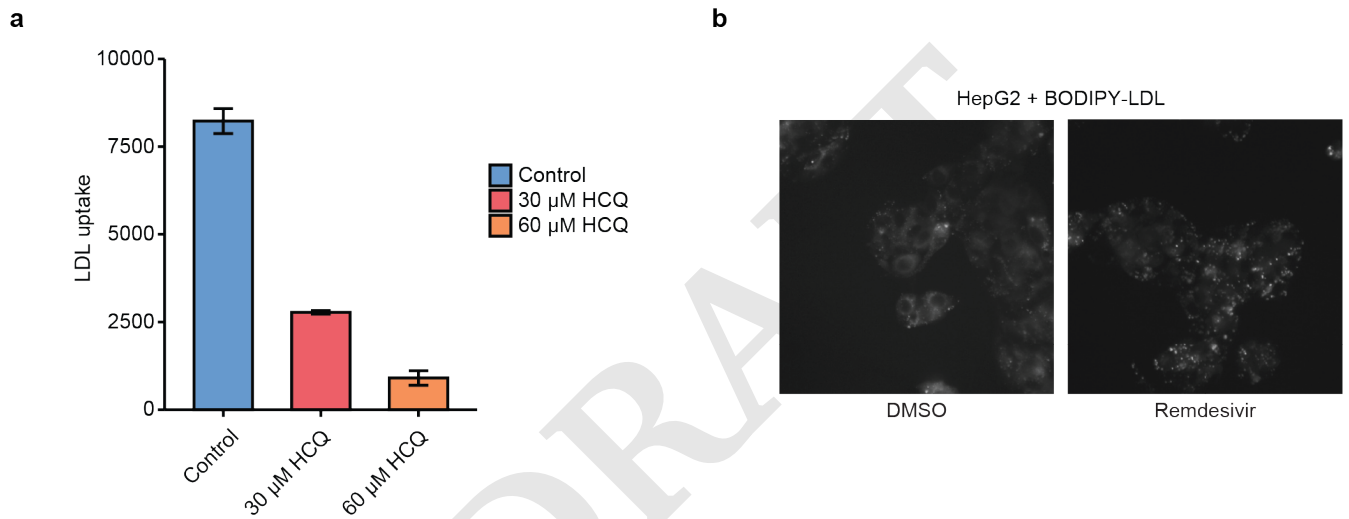 a
10000
7500
5000
2500
0
LDL uptake
Control
30 µM HCQ
60 µM HCQ
Control
30 µM HCQ
60 µM HCQ
b
HepG2 + BODIPY-LDL
DMSO
Remdesivir
DRAFT